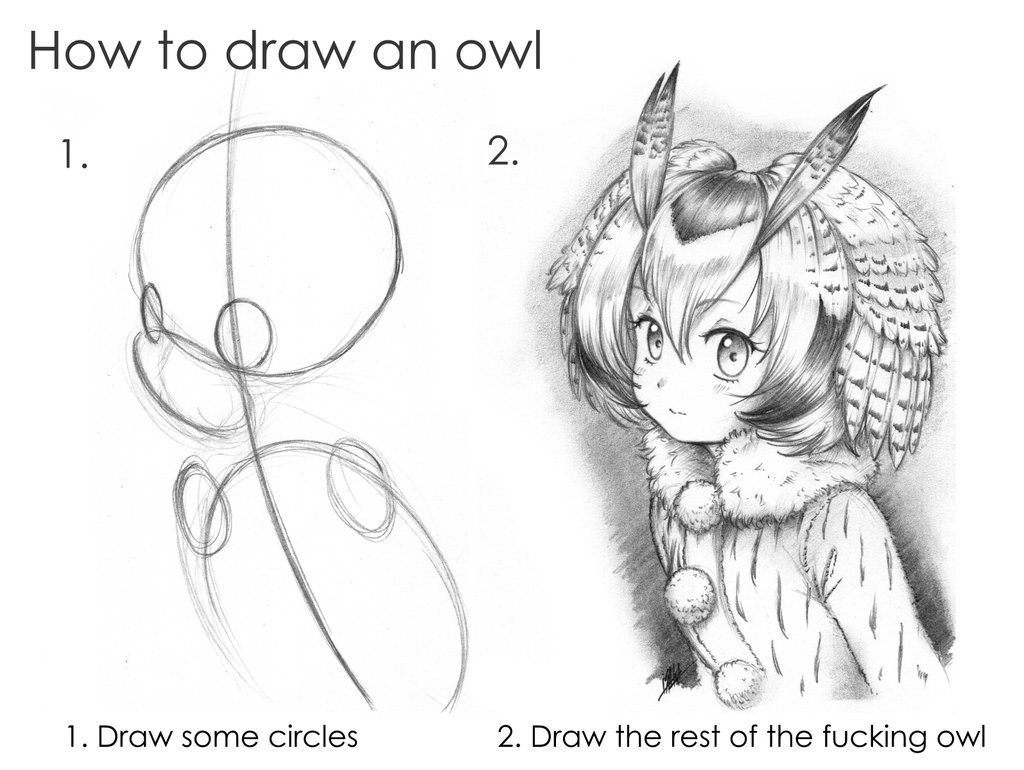 How to draw an owl
1.
2.
1. Draw some circles
2. Draw the rest of the fucking owl